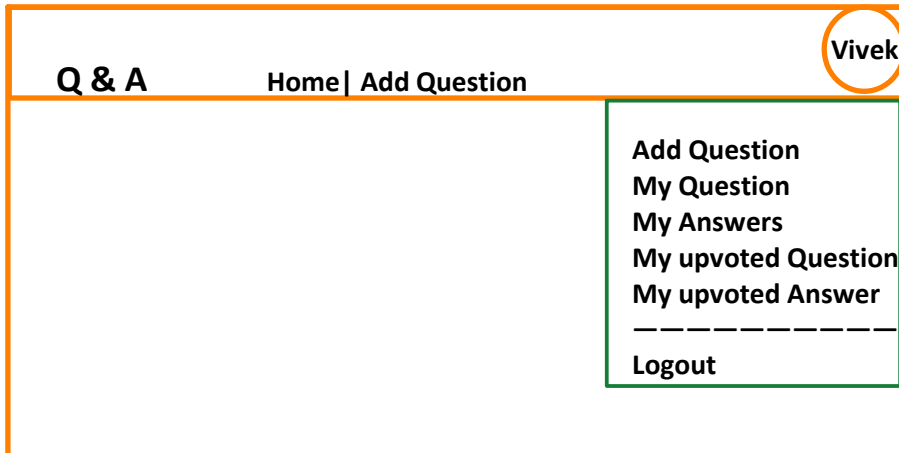 Vivek
Q & A Home| Add Question
Add Question
My Question
My Answers
My upvoted Question
My upvoted Answer
——————————
Logout